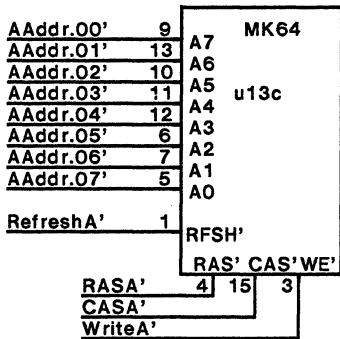 MK64
u13c
AAddr.00' 9 A7
AAddr.01' 13 A6
AAddr.02' 10 A5
AAddr.03' 11 A4
AAddr.04' 12 A3
AAddr.05' 6 A2
AAddr.06' 7 A1
AAddr.07' 5 A0
RefreshA' 1 RFSH'
RAS' CAS' WE'
RASA' 4 15 3
CASA'
WriteA'